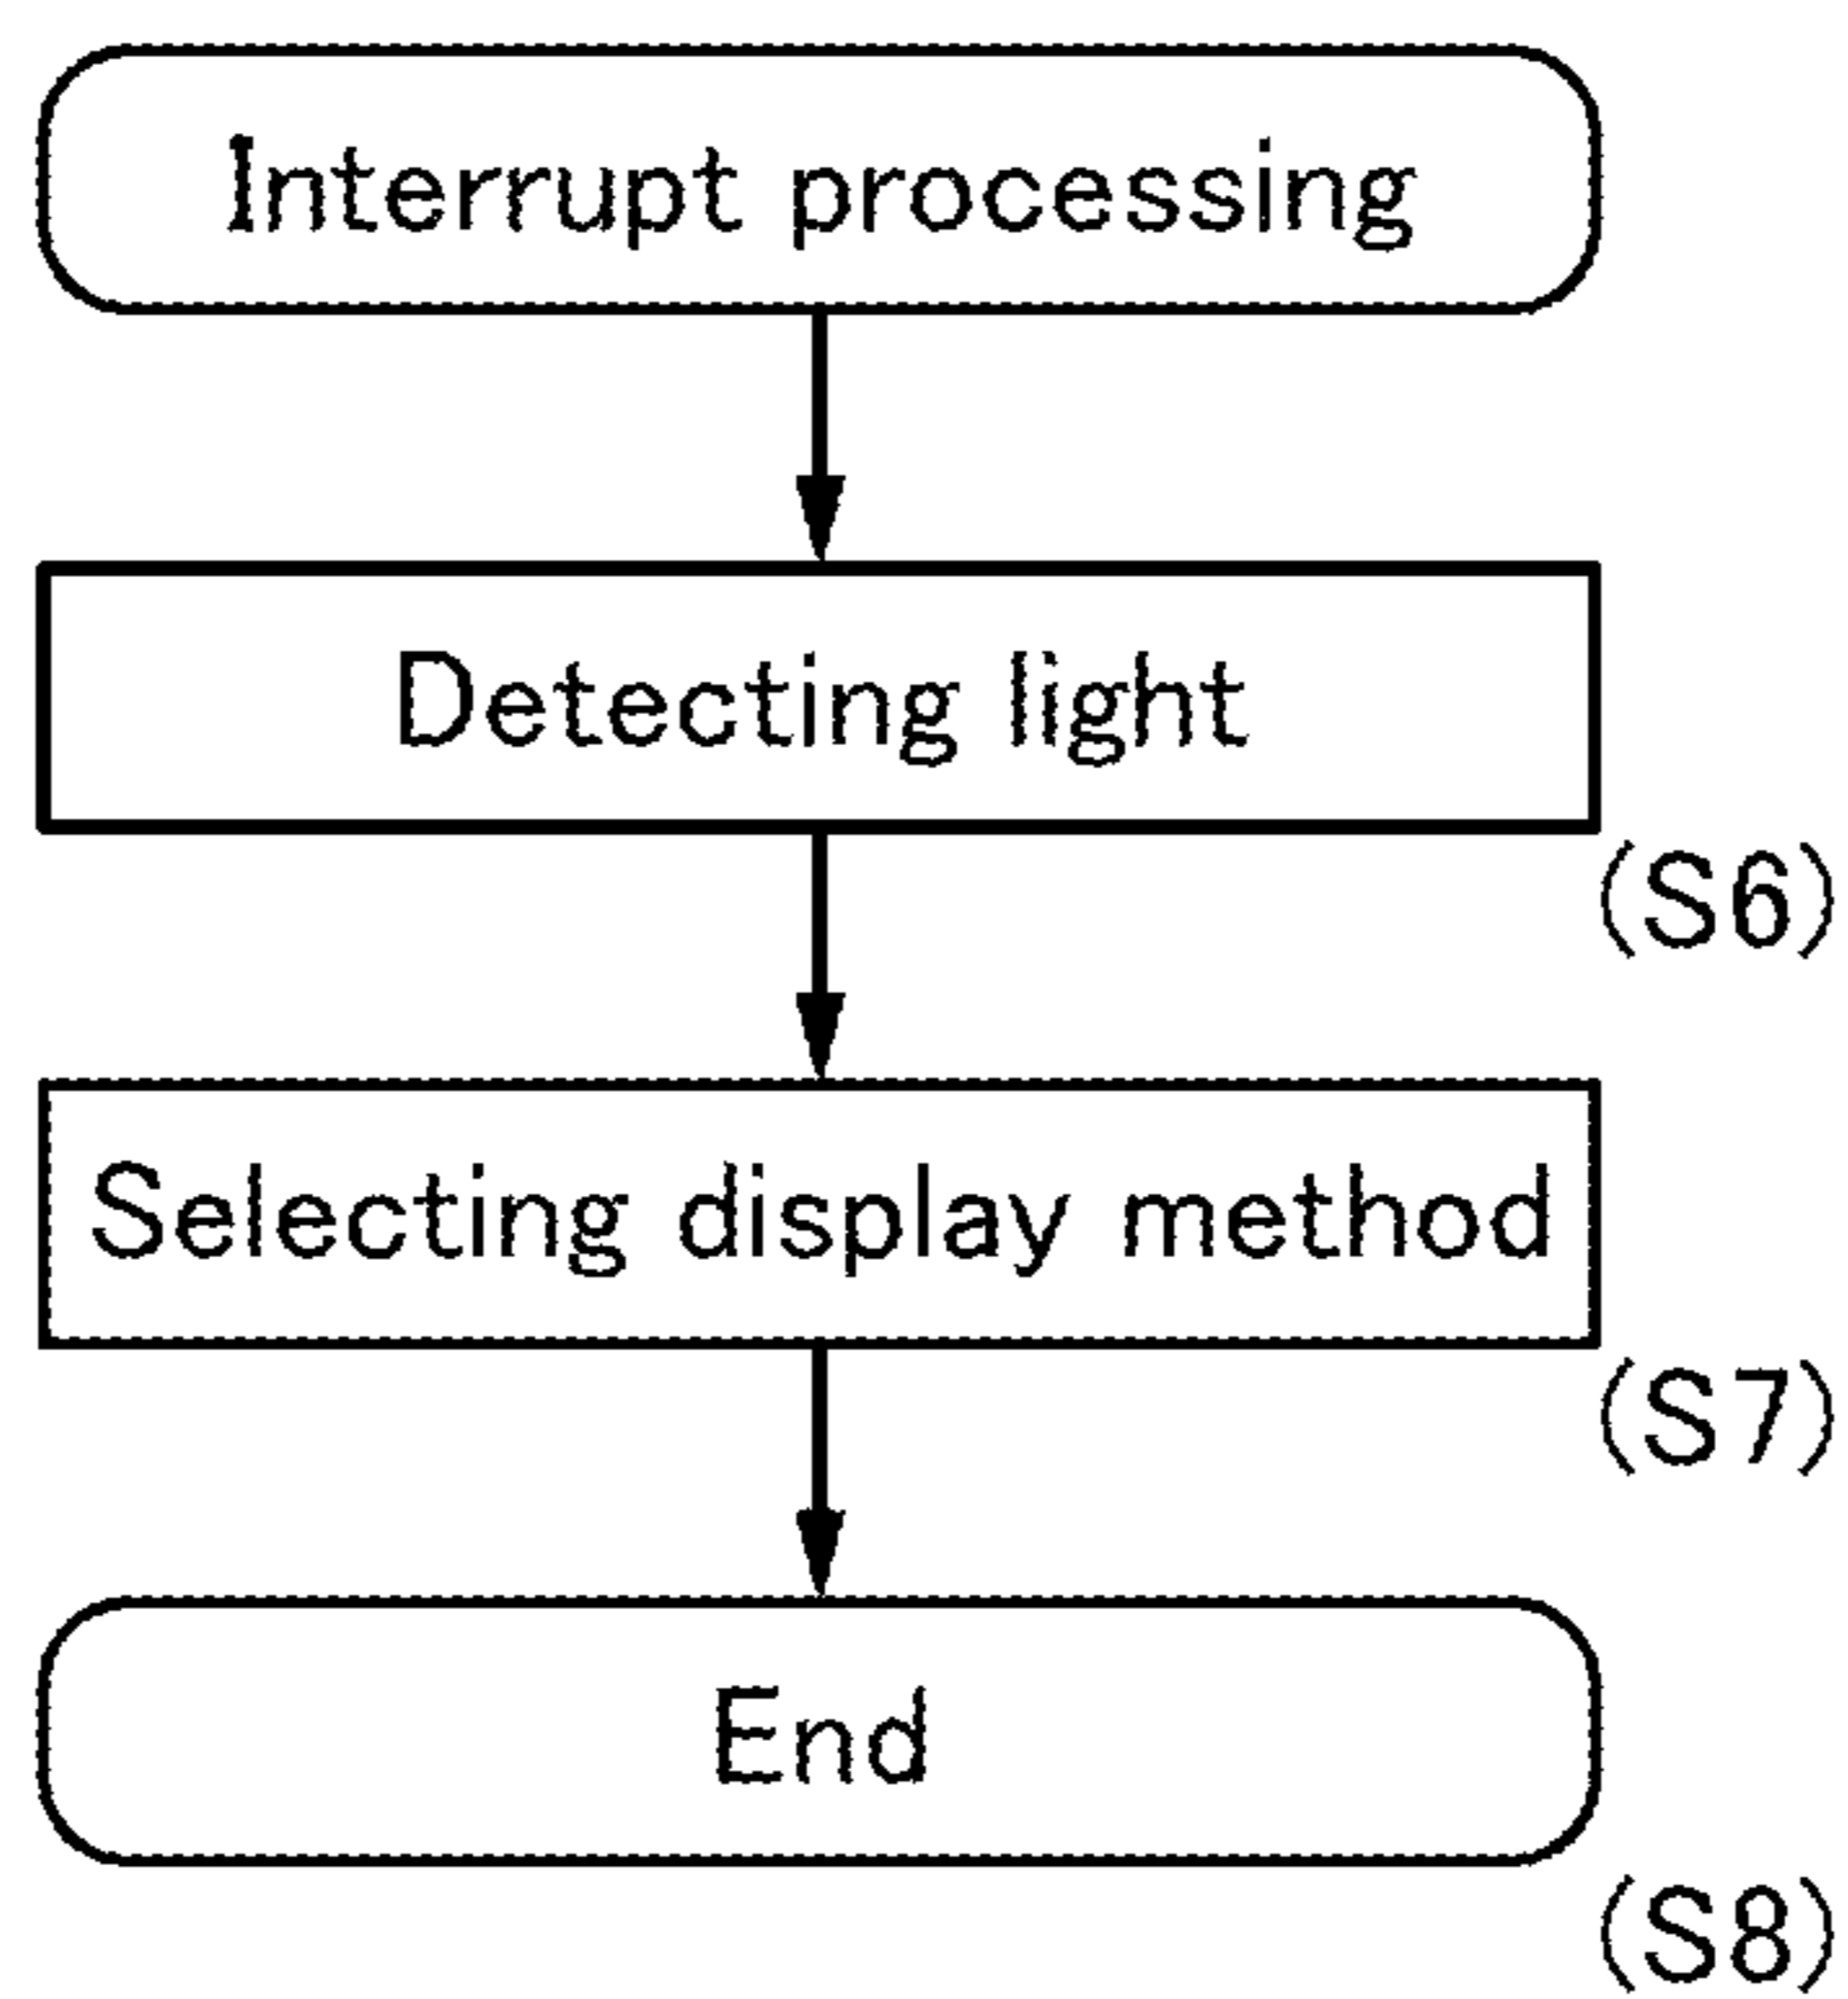 Interrupt processing
Detecting light
(S6)
Selecting display method
(S7)
End
(S8)